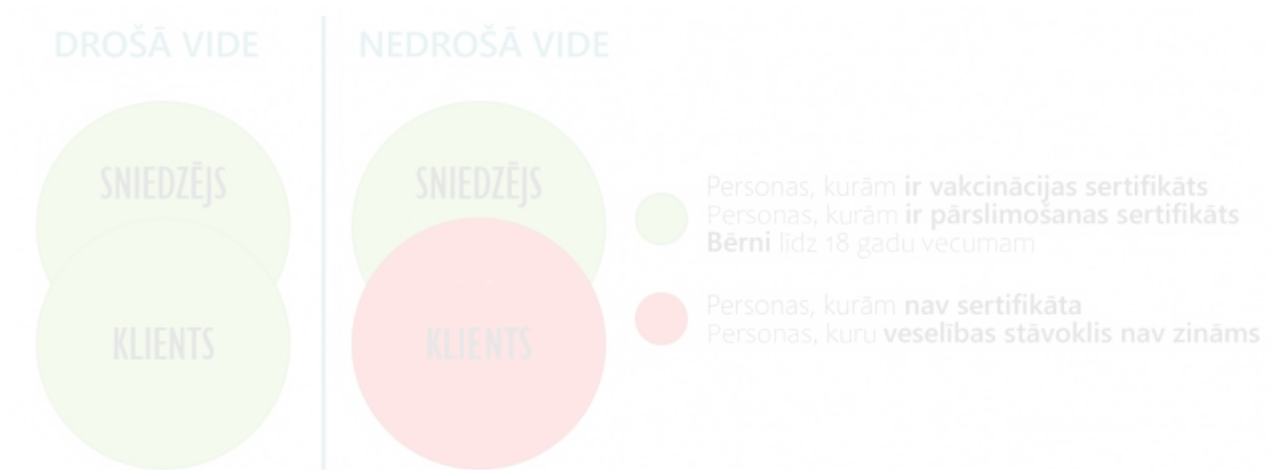 DROŠĀ VIDE
SNIEDZĒJS
KLIENTS
NEDROŠĀ VIDE
SNIEDZĒJS
KLIENTS
Personas, kurām ir vakcinācijas sertifikāts
Personas, kurām ir pārslimošanas sertifikāts
Bērni līdz 18 gadu vecumam
Personas, kurām nav sertifikāta
Personas, kuru veselības stāvoklis nav zināms